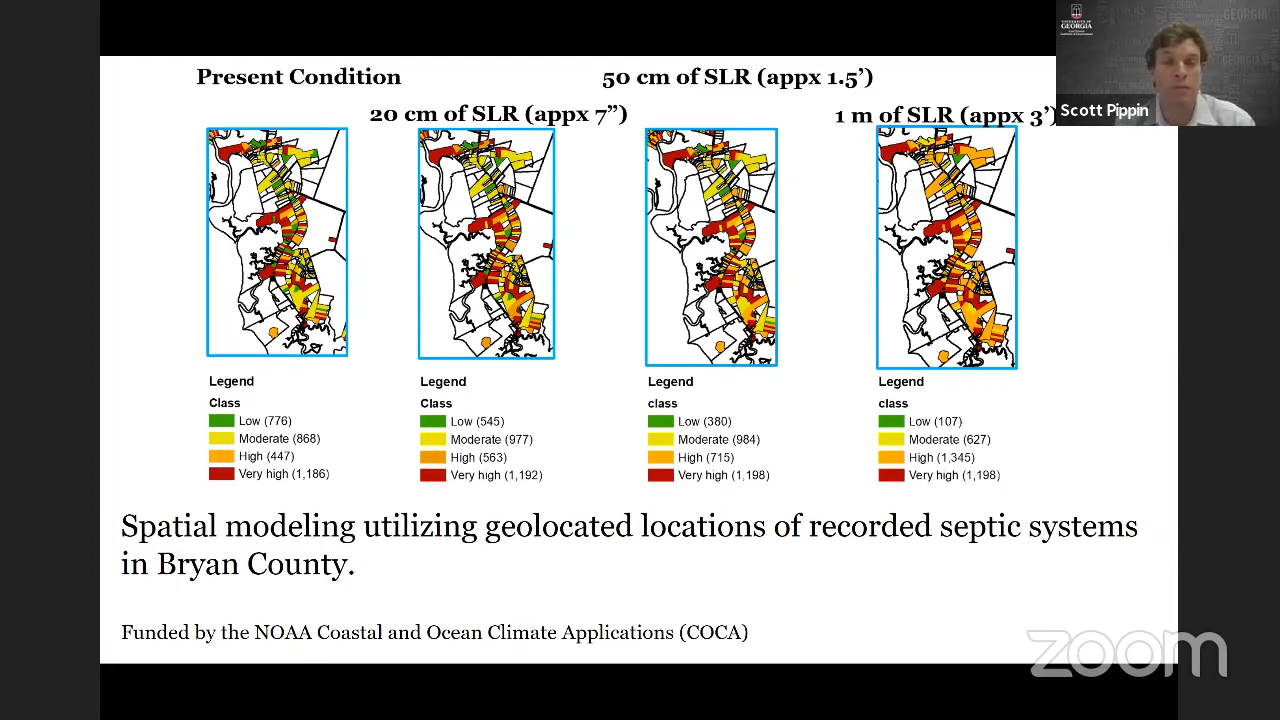 Present Condition
50 cm of SLR (appx 1.5’)
20 cm of SLR (appx 7”)
1 m of SLR (appx 3’)
UNIVERSITY OF
GEORGIA
GEORGIA
Scott Pippin
Legend
Class
Low (776)
Moderate (868)
High (447)
Very high (1,186)
Legend
Class
Low (545)
Moderate (977)
High (563)
Very high (1,192)
Legend
class
Low (380)
Moderate (984)
High (715)
Very high (1,198)
Legend
class
Low (107)
Moderate (627)
High (1,345)
Very high (1,198)
Spatial modeling utilizing geolocated locations of recorded septic systems
in Bryan County.
Funded by the NOAA Coastal and Ocean Climate Applications (COCA)
zoom